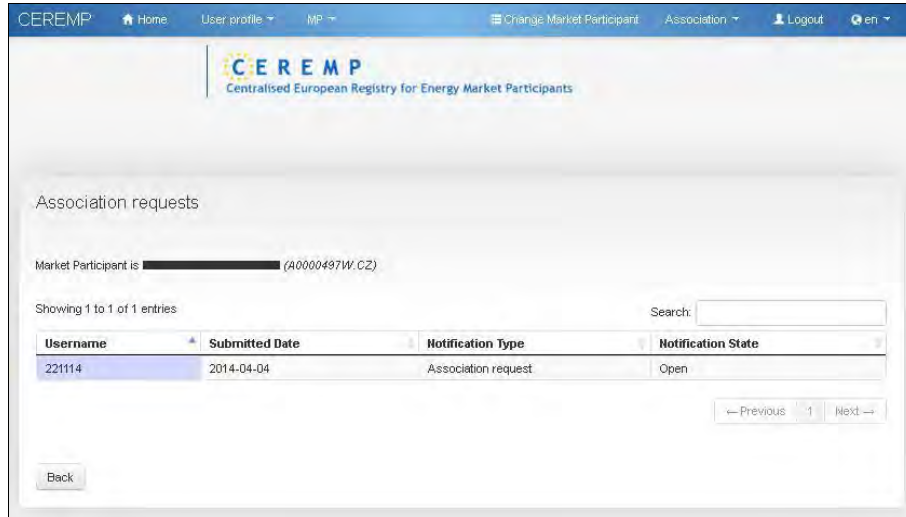 CEREMP Home User profile MP Change Market Participant Association Logout en
CEREMP
Centralised European Registry for Energy Market Participants
Association requests
Market Participant is (A0000497W.CZ)
Showing 1 to 1 of 1 entries Search:
Username Submitted Date Notification Type Notification State
221114 2014-04-04 Association request Open
← Previous 1 Next →
Back